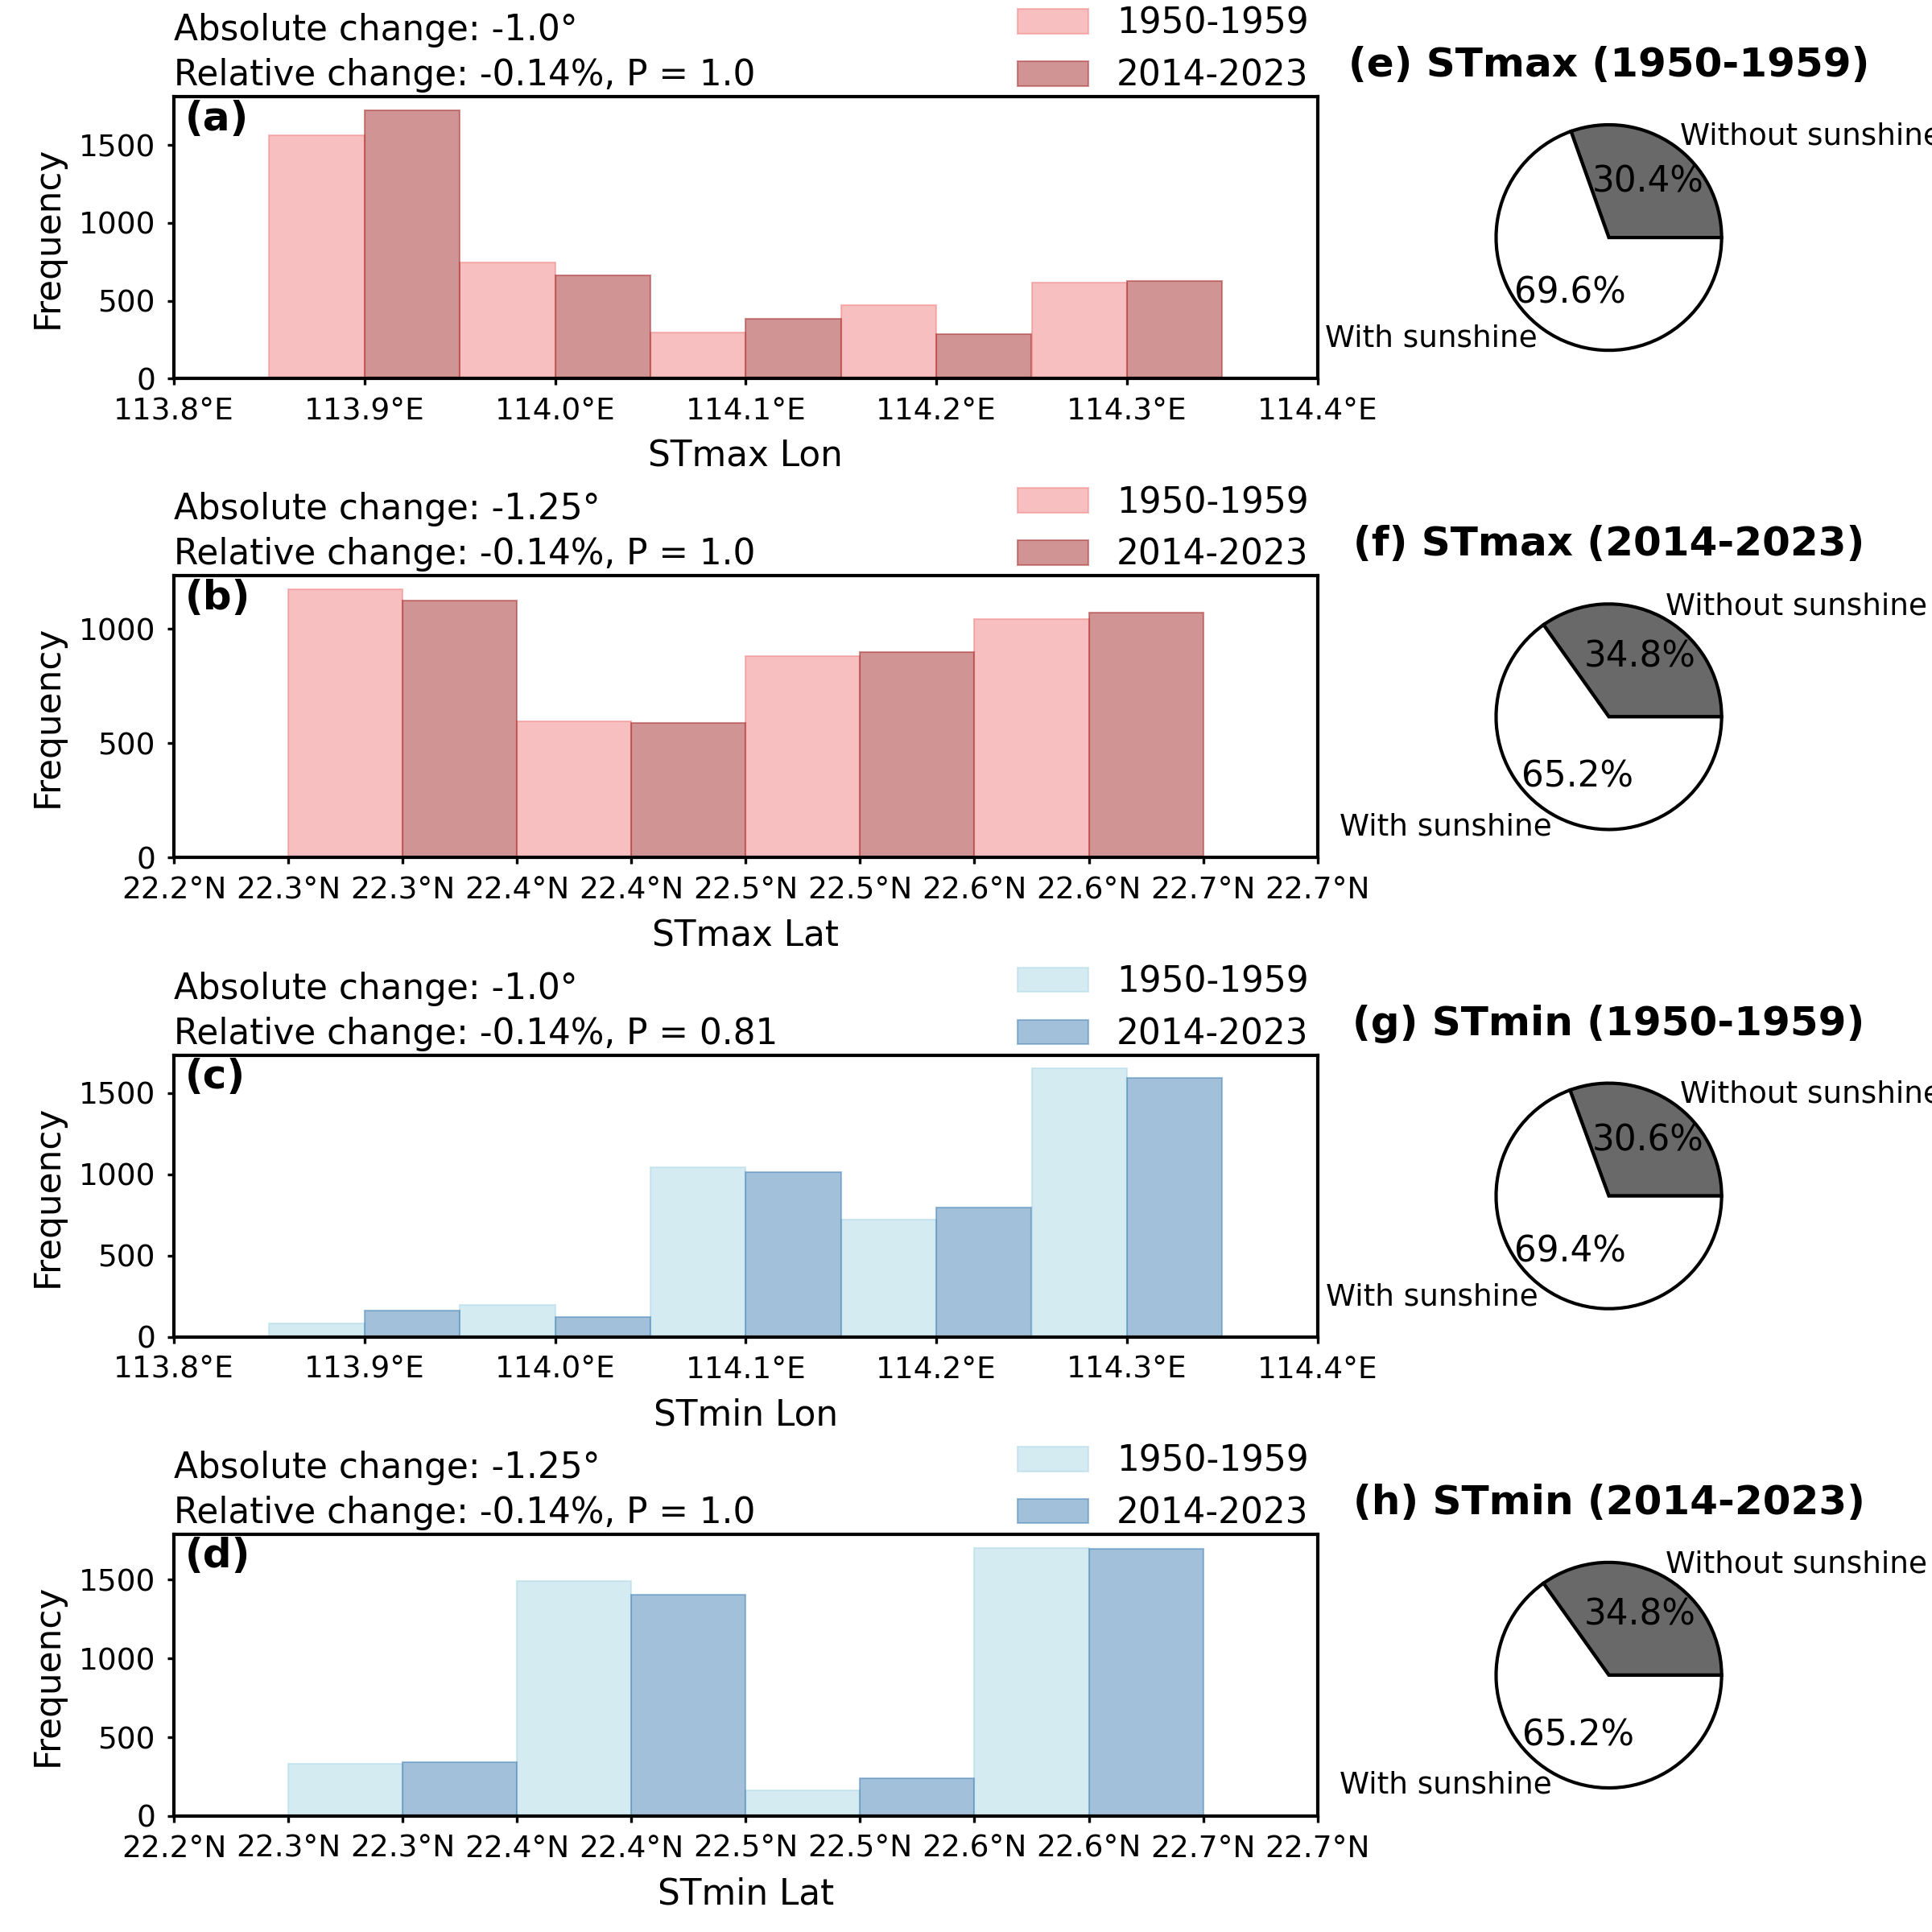 Absolute change: -1.0°
Relative change: -0.14%, P = 1.0
1950-1959
2014-2023
(a)
Frequency
1500
1000
500
0
113.8°E 113.9°E 114.0°E 114.1°E 114.2°E 114.3°E 114.4°E
STmax Lon
(e) STmax (1950-1959)
Without sunshine
30.4%
69.6%
With sunshine
Absolute change: -1.25°
Relative change: -0.14%, P = 1.0
1950-1959
2014-2023
(b)
Frequency
1000
500
0
22.2°N 22.3°N 22.3°N 22.4°N 22.4°N 22.5°N 22.5°N 22.6°N 22.6°N 22.7°N 22.7°N
STmax Lat
(f) STmax (2014-2023)
Without sunshine
34.8%
65.2%
With sunshine
Absolute change: -1.0°
Relative change: -0.14%, P = 0.81
1950-1959
2014-2023
(c)
Frequency
1500
1000
500
0
113.8°E 113.9°E 114.0°E 114.1°E 114.2°E 114.3°E 114.4°E
STmin Lon
(g) STmin (1950-1959)
Without sunshine
30.6%
69.4%
With sunshine
Absolute change: -1.25°
Relative change: -0.14%, P = 1.0
1950-1959
2014-2023
(d)
Frequency
1500
1000
500
0
22.2°N 22.3°N 22.3°N 22.4°N 22.4°N 22.5°N 22.5°N 22.6°N 22.6°N 22.7°N 22.7°N
STmin Lat
(h) STmin (2014-2023)
Without sunshine
34.8%
65.2%
With sunshine